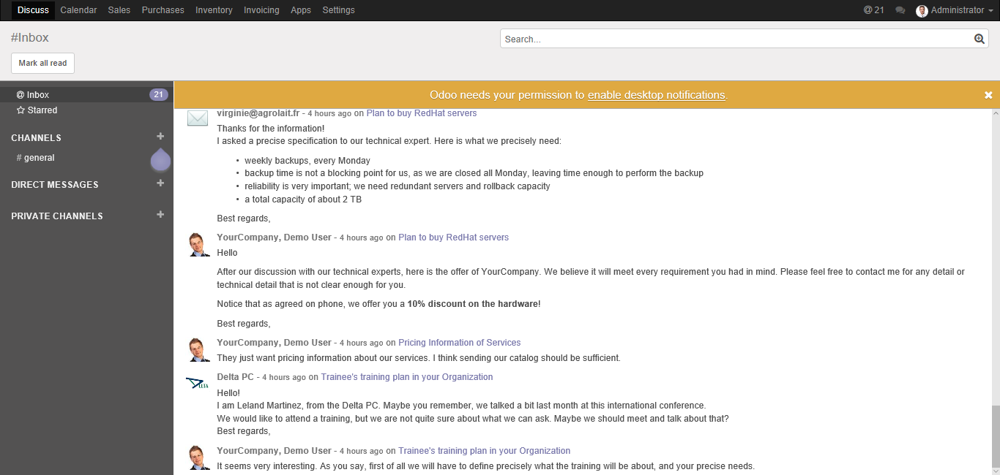 Discuss Calendar Sales Purchases Inventory Invoicing Apps Settings @ 21 Administrator
#Inbox
Search...
Mark all read
@ Inbox 21
Starred
CHANNELS +
# general
DIRECT MESSAGES +
PRIVATE CHANNELS +
Odoo needs your permission to enable desktop notifications. ×
virginie@agrolait.fr - 4 hours ago on Plan to buy RedHat servers
Thanks for the information!
I asked a precise specification to our technical expert. Here is what we precisely need:
• weekly backups, every Monday
• backup time is not a blocking point for us, as we are closed all Monday, leaving time enough to perform the backup
• reliability is very important; we need redundant servers and rollback capacity
• a total capacity of about 2 TB
Best regards,
YourCompany, Demo User - 4 hours ago on Plan to buy RedHat servers
Hello
After our discussion with our technical experts, here is the offer of YourCompany. We believe it will meet every requirement you had in mind. Please feel free to contact me for any detail or
technical detail that is not clear enough for you.
Notice that as agreed on phone, we offer you a 10% discount on the hardware!
Best regards,
YourCompany, Demo User - 4 hours ago on Pricing Information of Services
They just want pricing information about our services. I think sending our catalog should be sufficient.
Delta PC - 4 hours ago on Trainee's training plan in your Organization
Hello!
I am Leland Martinez, from the Delta PC. Maybe you remember, we talked a bit last month at this international conference.
We would like to attend a training, but we are not quite sure about what we can ask. Maybe we should meet and talk about that?
Best regards,
YourCompany, Demo User - 4 hours ago on Trainee's training plan in your Organization
It seems very interesting. As you say, first of all we will have to define precisely what the training will be about, and your precise needs.